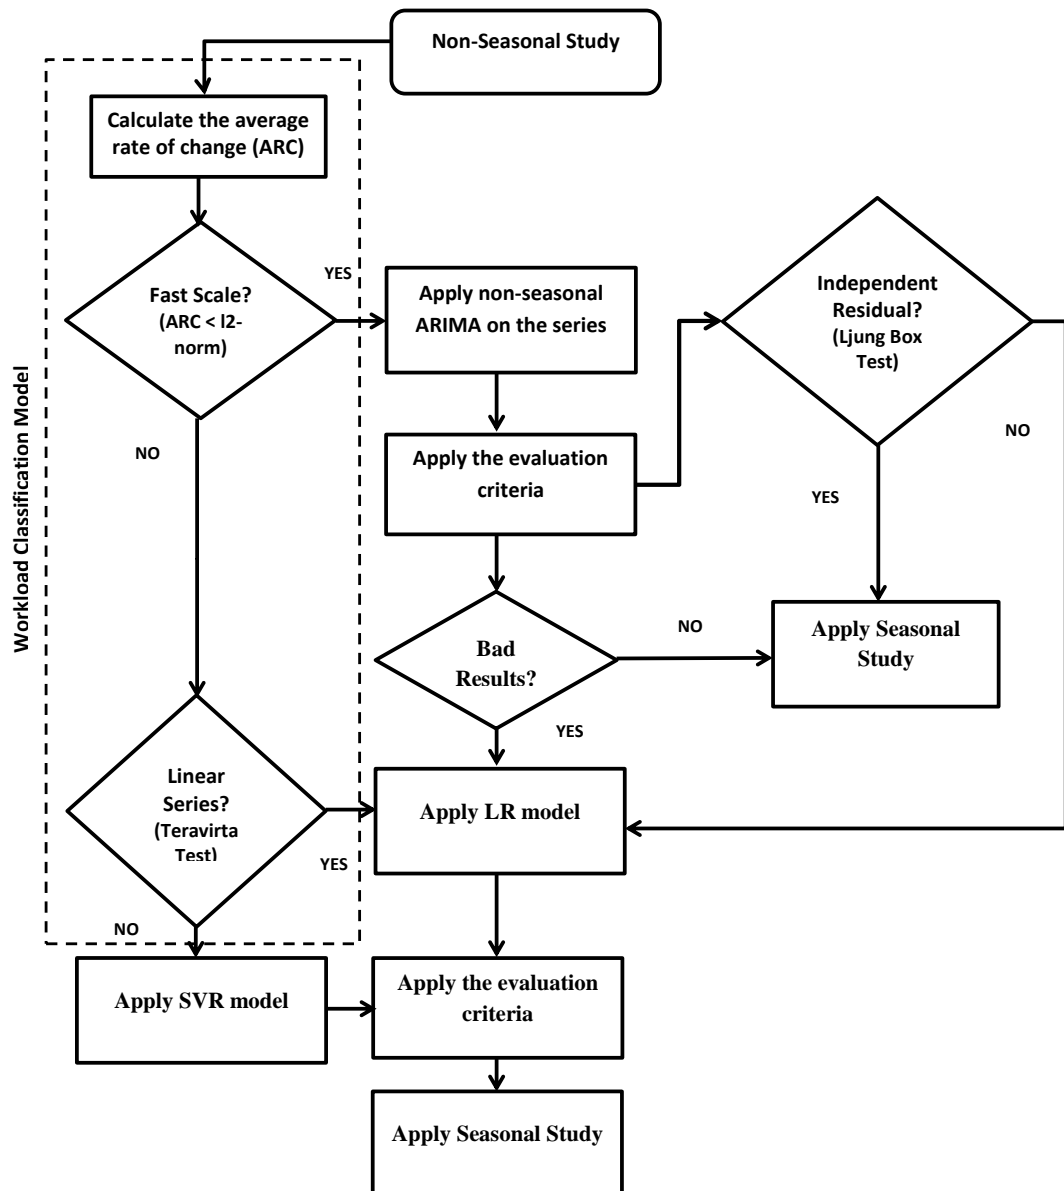 Non-Seasonal Study
Calculate the average
rate of change (ARC)
Fast Scale?
(ARC < l2-
norm)
YES
Apply non-seasonal
ARIMA on the series
Independent
Residual?
(Ljung Box
Test)
NO
Workload Classification Model
NO
Apply the evaluation
criteria
YES
Bad
Results?
NO
Apply Seasonal
Study
YES
Linear
Series?
(Teravirta
Test)
YES
Apply LR model
NO
Apply SVR model
Apply the evaluation
criteria
Apply Seasonal Study